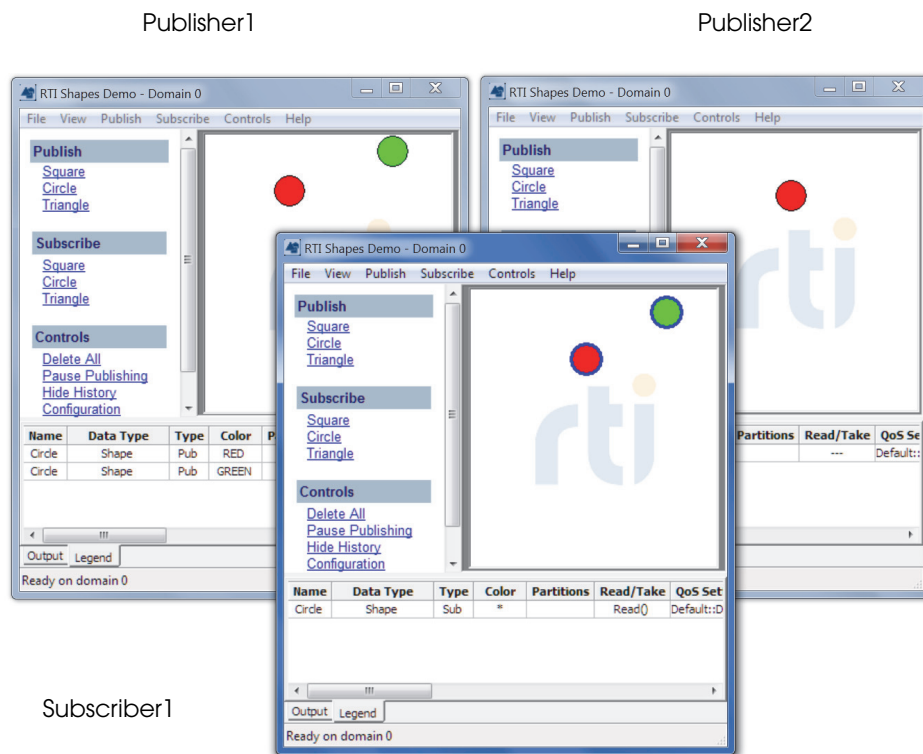 Publisher1
Publisher2
RTI Shapes Demo - Domain 0
File View Publish Subscribe Controls Help
Publish
Square
Circle
Triangle
Subscribe
Square
Circle
Triangle
Controls
Delete All
Pause Publishing
Hide History
Configuration
Name Data Type Type Color
Circle Shape Pub RED
Circle Shape Pub GREEN
Output Legend
Ready on domain 0
RTI Shapes Demo - Domain 0
File View Publish Subscribe Controls Help
Publish
Square
Circle
Triangle
rti
Partitions Read/Take QoS Se
--- Default::
RTI Shapes Demo - Domain 0
File View Publish Subscribe Controls Help
Publish
Square
Circle
Triangle
Subscribe
Square
Circle
Triangle
Controls
Delete All
Pause Publishing
Hide History
Configuration
rti
Name Data Type Type Color Partitions Read/Take QoS Set
Circle Shape Sub * Read() Default::D
Output Legend
Ready on domain 0
Subscriber1